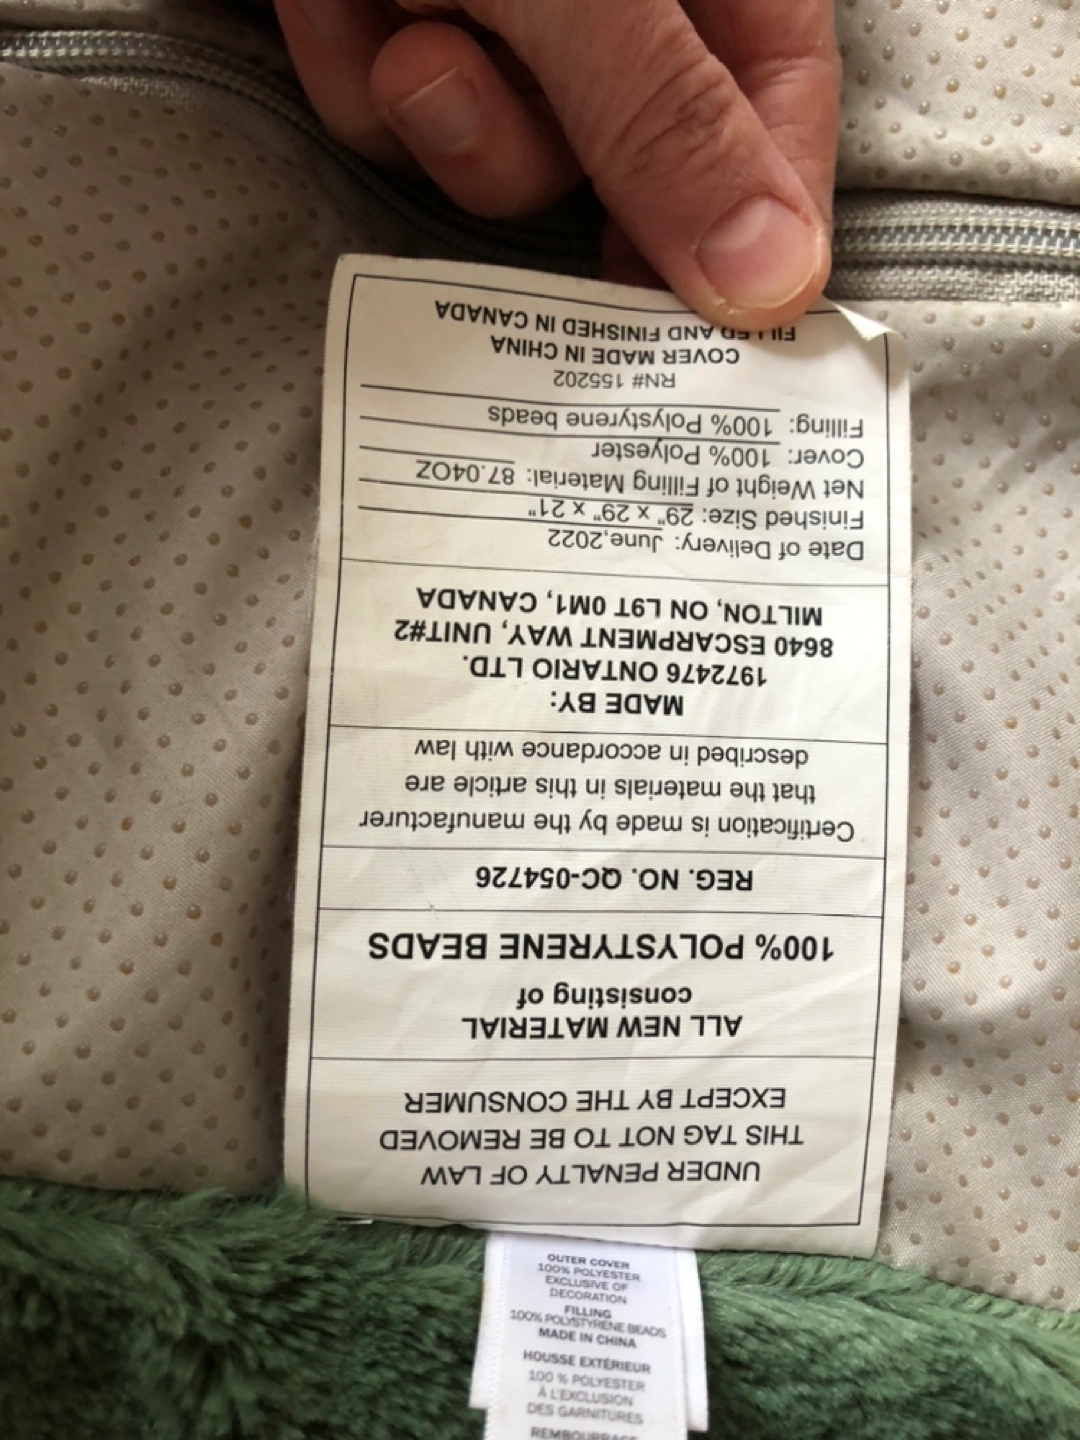 UNDER PENALTY OF LAW
THIS TAG NOT TO BE REMOVED
EXCEPT BY THE CONSUMER
ALL NEW MATERIAL
consisting of
100% POLYSTYRENE BEADS
REG. NO. QC-054726
Certification is made by the manufacturer
that the materials in this article are
described in accordance with law
MADE BY:
1972476 ONTARIO LTD.
8640 ESCARPMENT WAY, UNIT#2
MILTON, ON L9T 0M1, CANADA
Date of Delivery: June,2022
Finished Size: 29" x 29" x 21"
Net Weight of Filling Material: 87.04OZ
Cover: 100% Polyester
Filling: 100% Polystyrene beads
RN# 155202
COVER MADE IN CHINA
FILLED AND FINISHED IN CANADA
OUTER COVER
100% POLYESTER
EXCLUSIVE OF
DECORATION
FILLING
100% POLYSTYRENE BEADS
MADE IN CHINA
HOUSSE EXTÉRIEUR
100 % POLYESTER
À L'EXCLUSION
DES GARNITURES
REMBOURRAGE